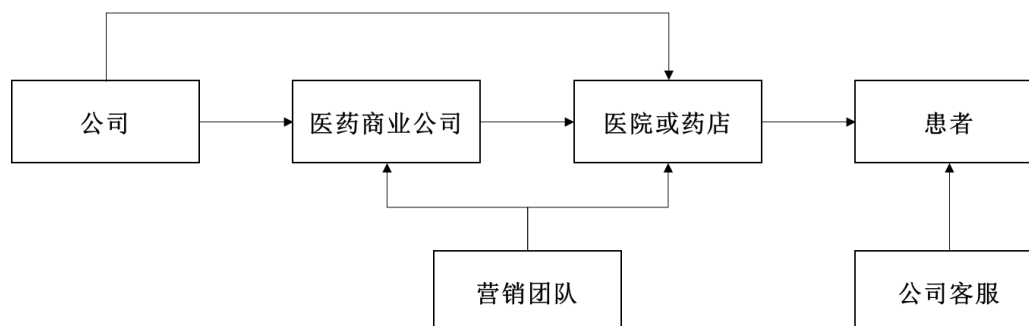 公司
医药商业公司
医院或药店
患者
营销团队
公司客服